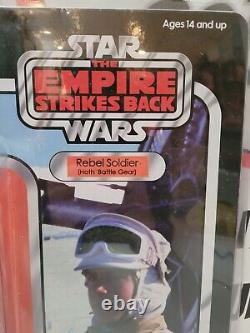 Ages 14 and up
STAR
THE
EMPIRE
STRIKES BACK
WARS
Rebel Soldier
(Hoth Battle Gear)